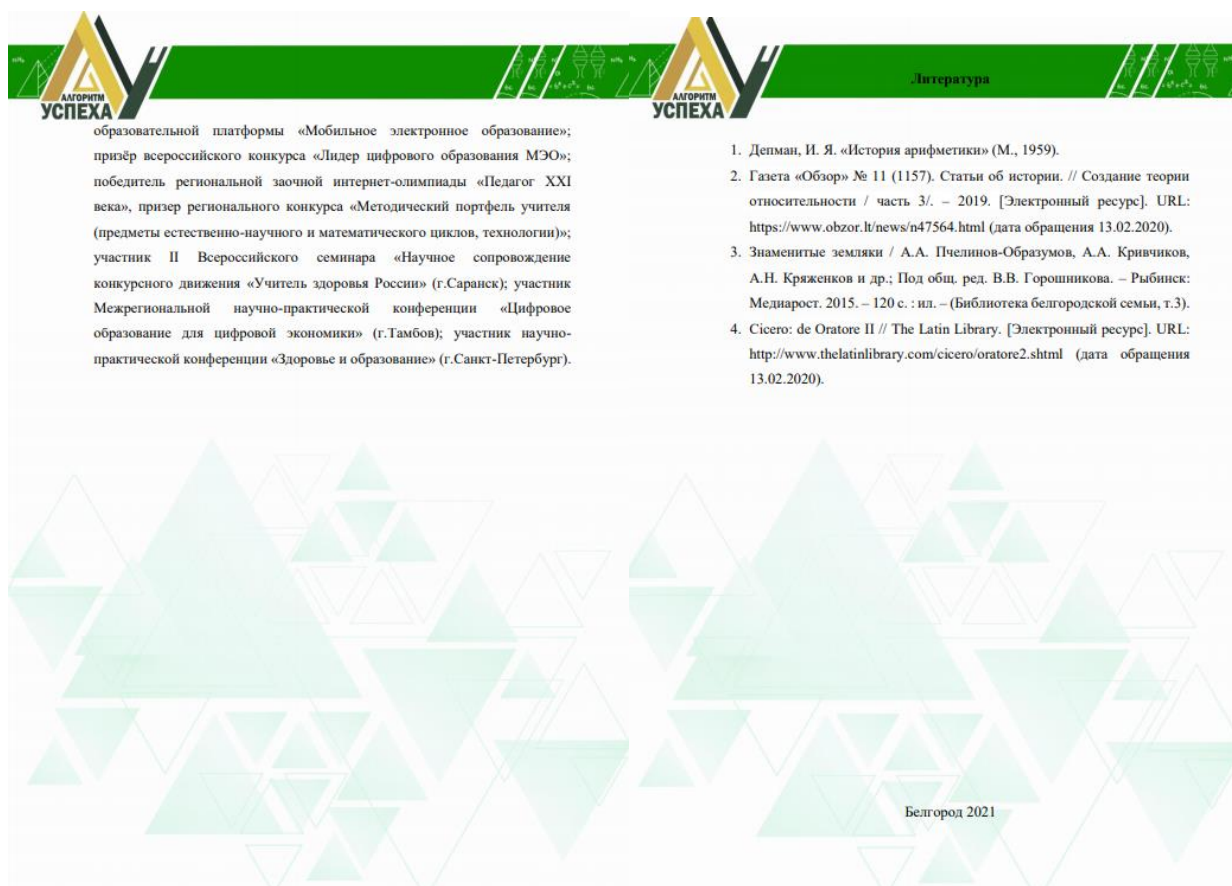 АЛГОРИТМ
УСПЕХА
образовательной платформы «Мобильное электронное образование»;
призёр всероссийского конкурса «Лидер цифрового образования МЭО»;
победитель региональной заочной интернет-олимпиады «Педагог XXI
века», призер регионального конкурса «Методический портфель учителя
(предметы естественно-научного и математического циклов, технологии)»;
участник II Всероссийского семинара «Научное сопровождение
конкурсного движения «Учитель здоровья России» (г.Саранск); участник
Межрегиональной научно-практической конференции «Цифровое
образование для цифровой экономики» (г.Тамбов); участник научно-
практической конференции «Здоровье и образование» (г.Санкт-Петербург).
АЛГОРИТМ
УСПЕХА
Литература
1. Депман, И. Я. «История арифметики» (М., 1959).
2. Газета «Обзор» № 11 (1157). Статьи об истории. // Создание теории
относительности / часть 3/. – 2019. [Электронный ресурс]. URL:
https://www.obzor.lt/news/n47564.html (дата обращения 13.02.2020).
3. Знаменитые земляки / А.А. Пчелинов-Образумов, А.А. Кривчиков,
А.Н. Кряженков и др.; Под общ. ред. В.В. Горошникова. – Рыбинск:
Медиарост. 2015. – 120 с. : ил. – (Библиотека белгородской семьи, т.3).
4. Cicero: de Oratore II // The Latin Library. [Электронный ресурс]. URL:
http://www.thelatinlibrary.com/cicero/oratore2.shtml (дата обращения
13.02.2020).
Белгород 2021